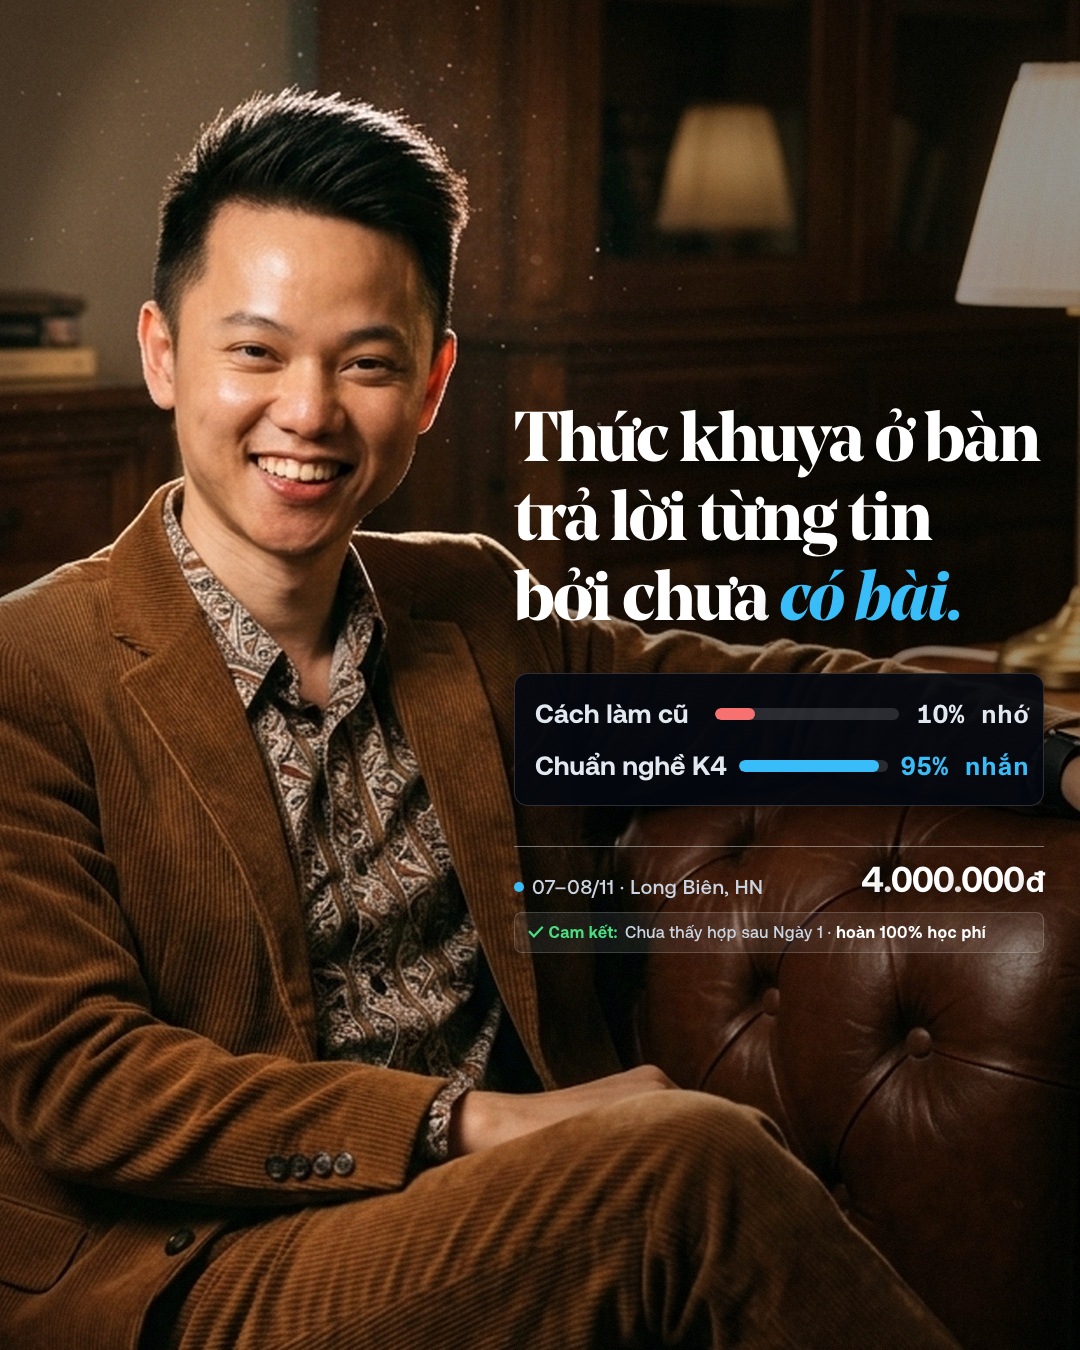 Thức khuya ở bàn
trả lời từng tin
bởi chưa có bài.
Cách làm cũ 10% nhớ
Chuẩn nghề K4 95% nhắn
07–08/11 · Long Biên, HN 4.000.000đ
✓ Cam kết: Chưa thấy hợp sau Ngày 1 · hoàn 100% học phí